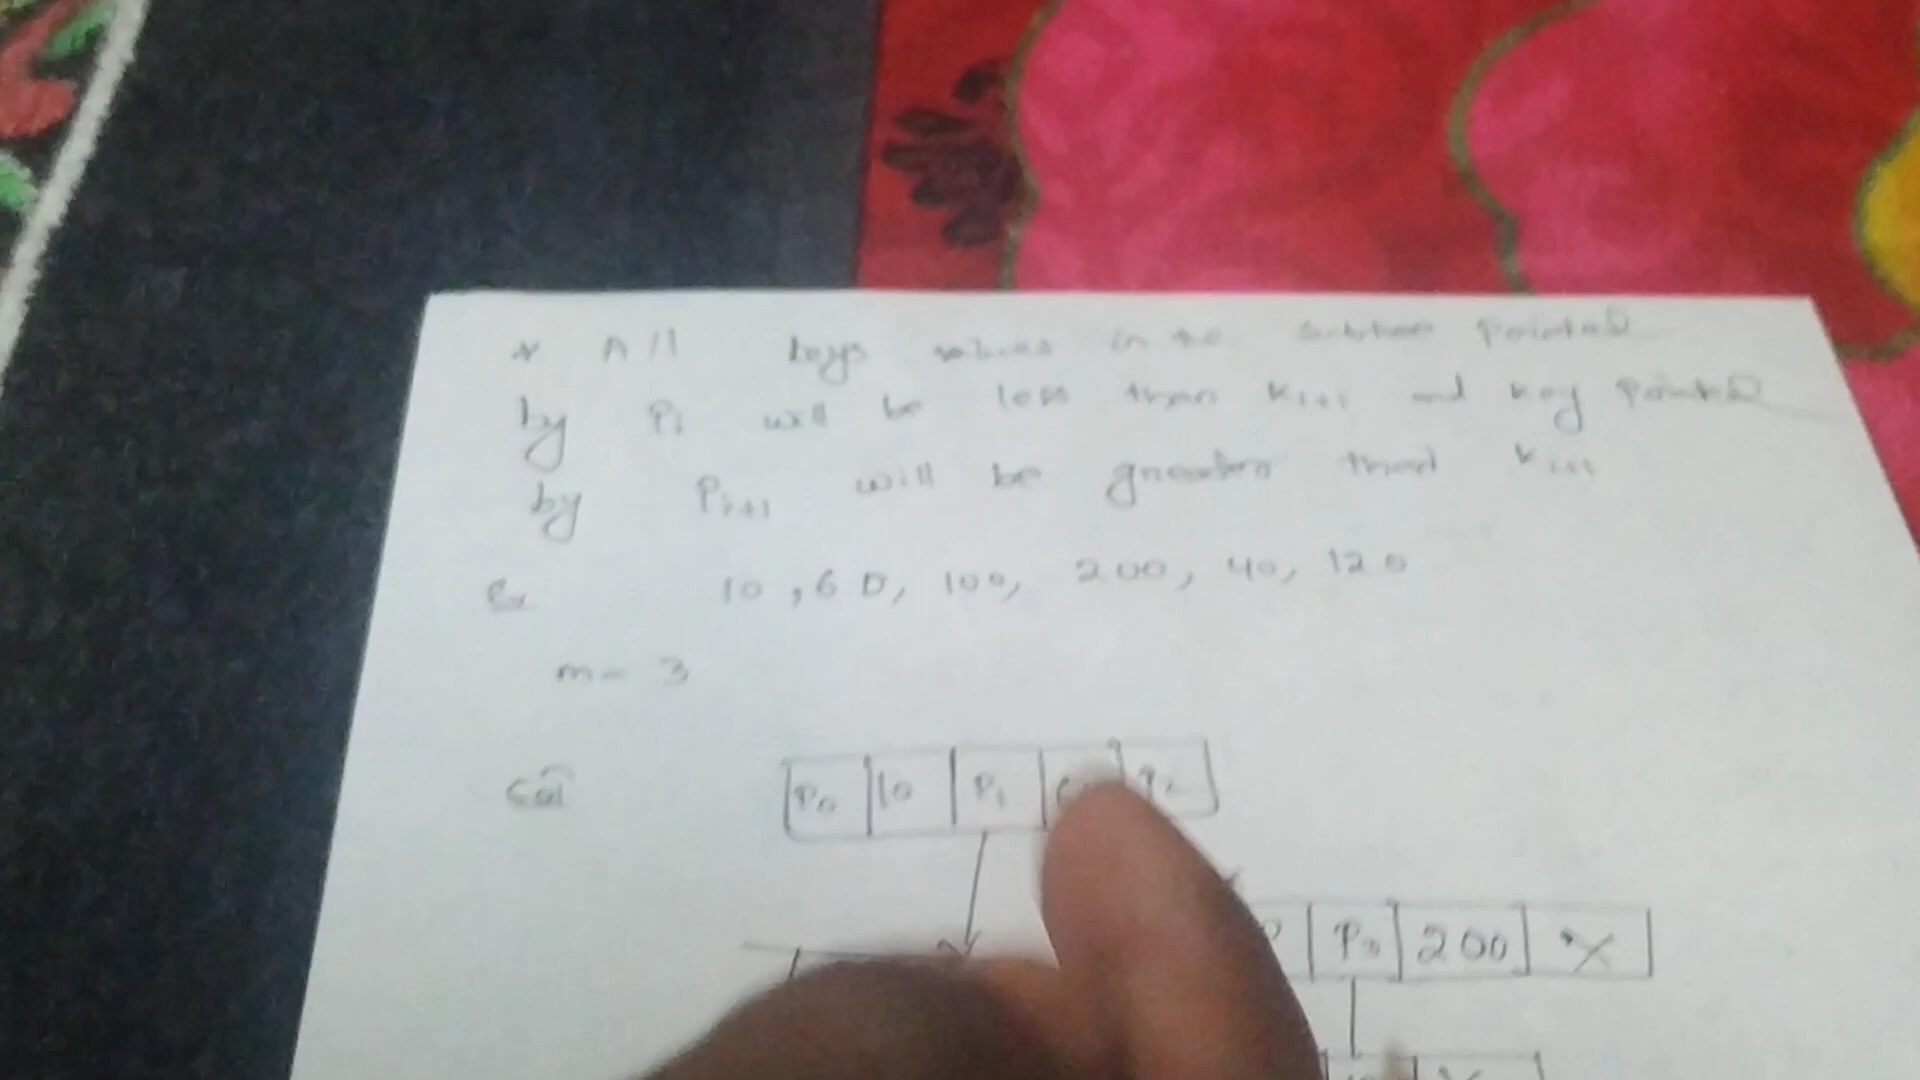 * All keys values in the subtree pointed
by Pi will be less than Ki+1 and key pointed
by Pi+1 will be greater than Ki+1
Ex 10, 60, 100, 200, 40, 120
m = 3
Sol P0 10 P1 P2
200 X